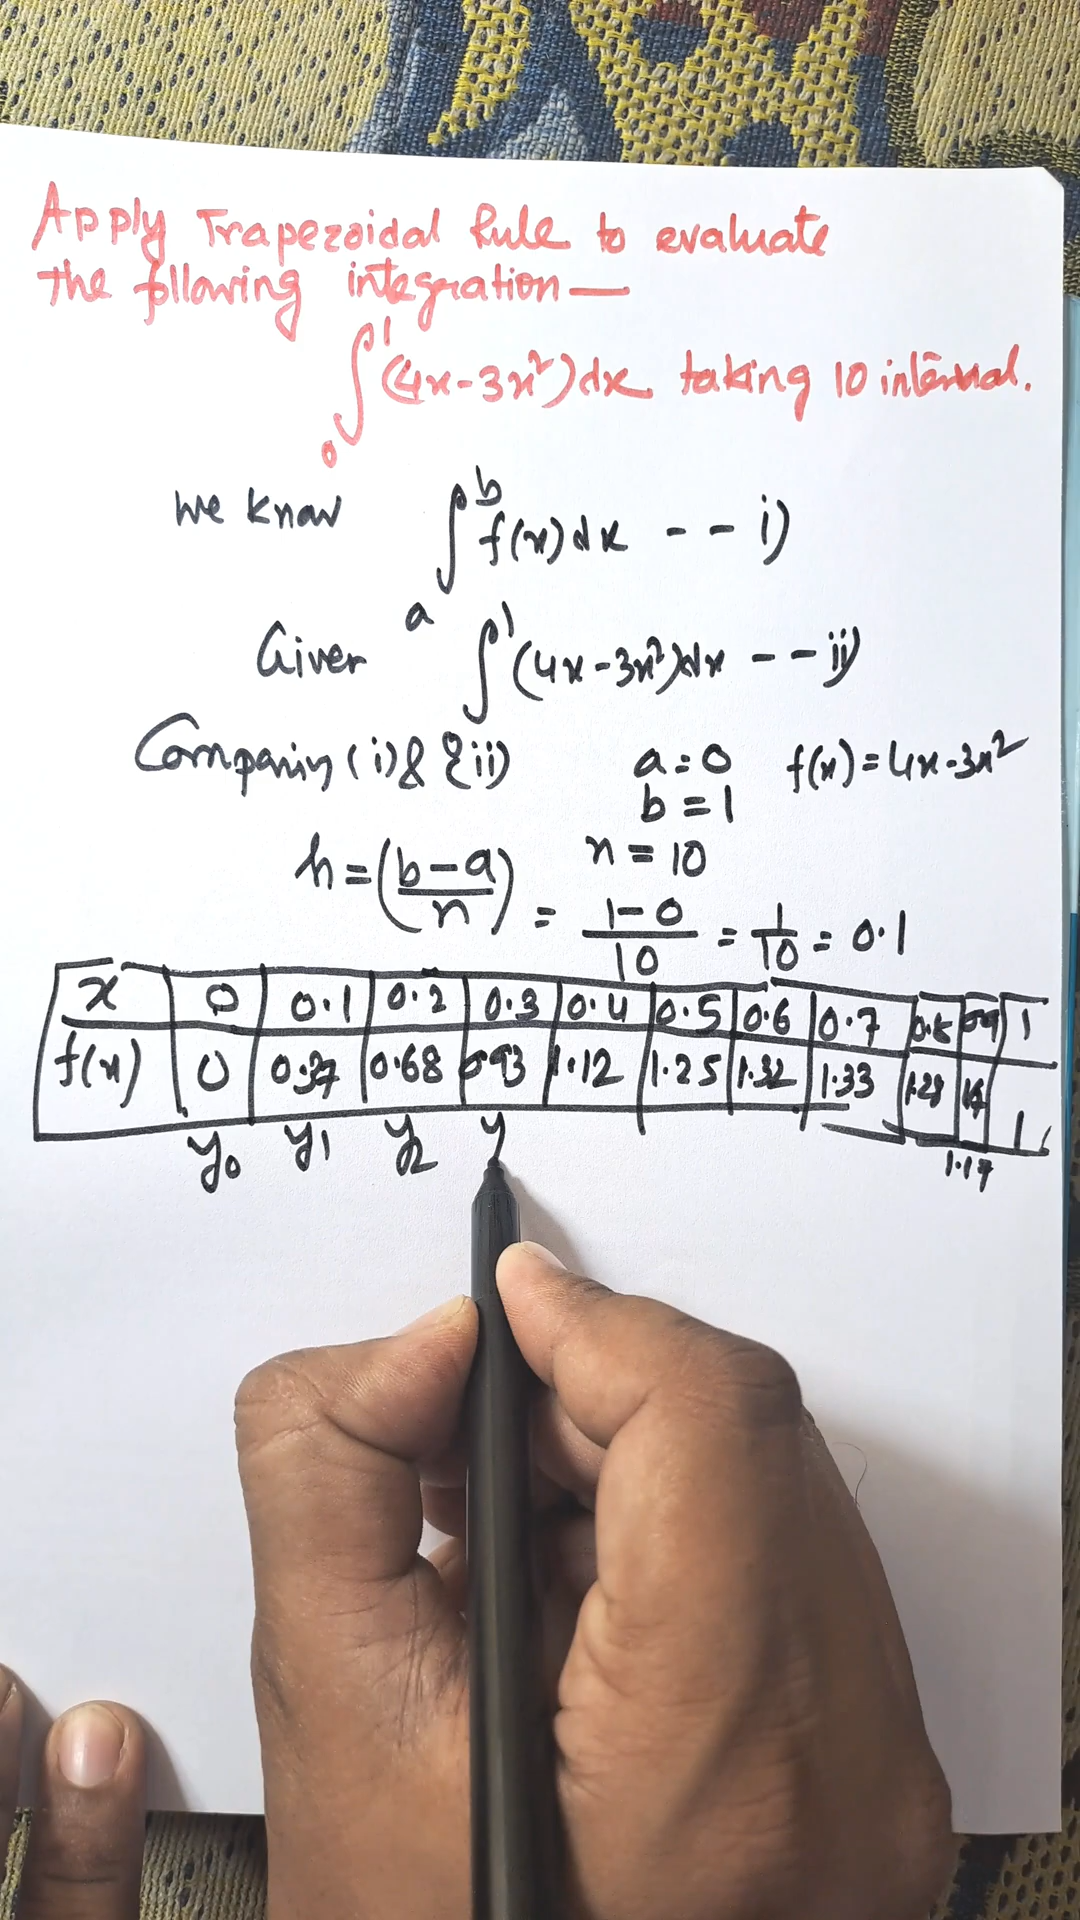 Apply Trapezoidal Rule to evaluate
the following integration —
∫₀¹ (4x-3x²)dx taking 10 interval.
We know ∫ₐᵇ f(x)dx - - i)
Given ∫¹ (4x-3x²)dx - - ii)
Comparing (i) & (ii) a=0 f(x)=4x-3x²
b=1
h=(b-a/n) n=10
= 1-0/10 = 1/10 = 0.1
x 0 0.1 0.2 0.3 0.4 0.5 0.6 0.7 0.8 0.9 1
f(x) 0 0.37 0.68 0.93 1.12 1.25 1.32 1.33 1.28 1
1.17
y₀ y₁ y₂ y